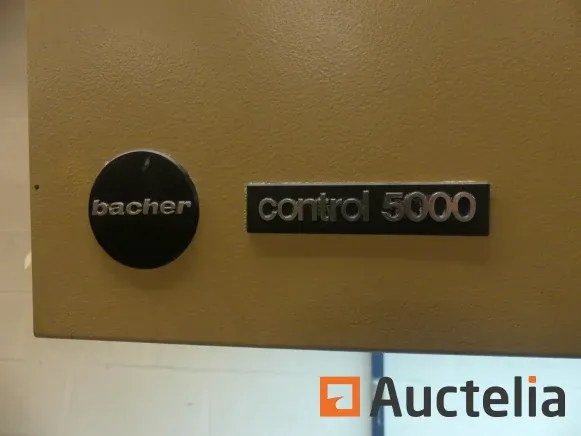 bacher
control 5000
Auctelia